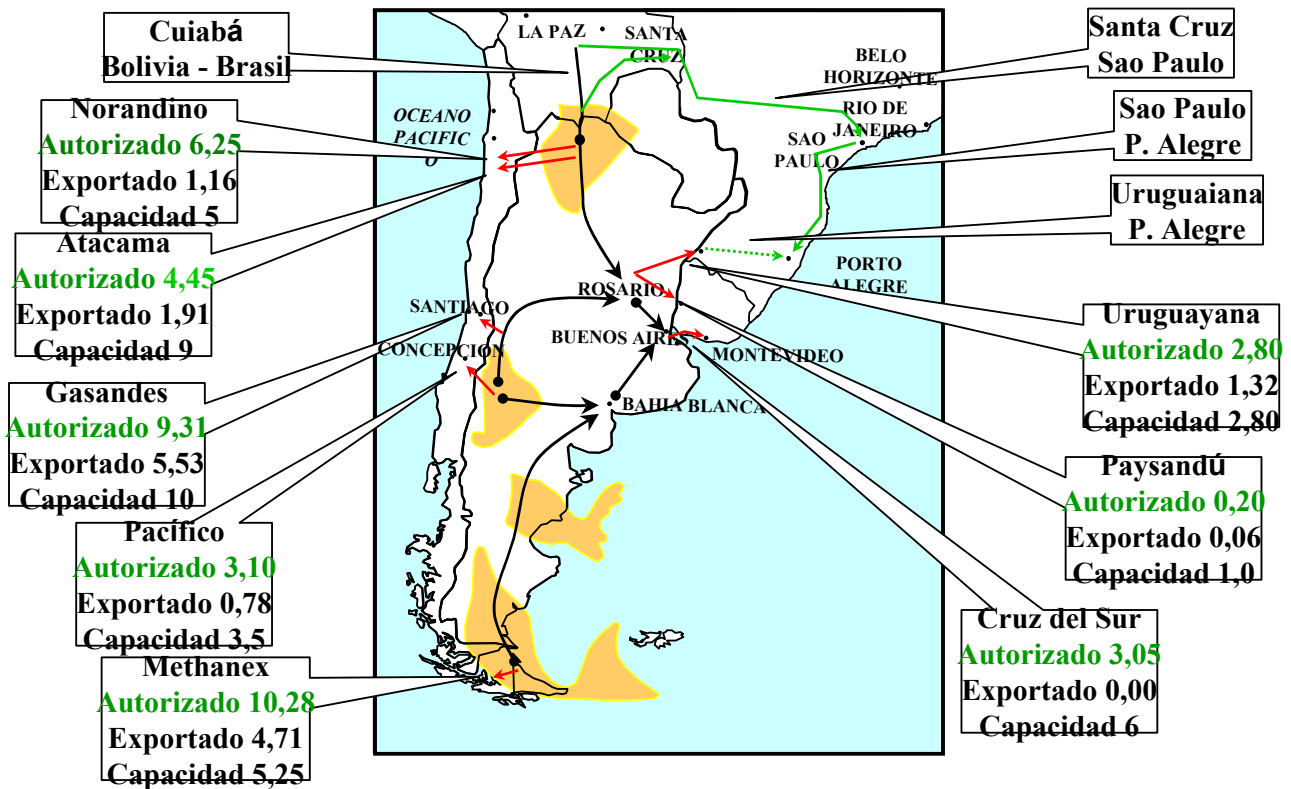 Cuiabá
Bolivia - Brasil
Norandino
Autorizado 6,25
Exportado 1,16
Capacidad 5
Atacama
Autorizado 4,45
Exportado 1,91
Capacidad 9
Gasandes
Autorizado 9,31
Exportado 5,53
Capacidad 10
Pacífico
Autorizado 3,10
Exportado 0,78
Capacidad 3,5
Methanex
Autorizado 10,28
Exportado 4,71
Capacidad 5,25
LA PAZ
SANTA
CRUZ
BELO
HORIZONTE
RIO DE
JANEIRO
SAO
PAULO
OCEANO
PACIFIC
O
PORTO
ALEGRE
ROSARIO
SANTIAGO
BUENOS AIRES
MONTEVIDEO
CONCEPCIÓN
BAHIA BLANCA
Santa Cruz
Sao Paulo
Sao Paulo
P. Alegre
Uruguaiana
P. Alegre
Uruguayana
Autorizado 2,80
Exportado 1,32
Capacidad 2,80
Paysandú
Autorizado 0,20
Exportado 0,06
Capacidad 1,0
Cruz del Sur
Autorizado 3,05
Exportado 0,00
Capacidad 6